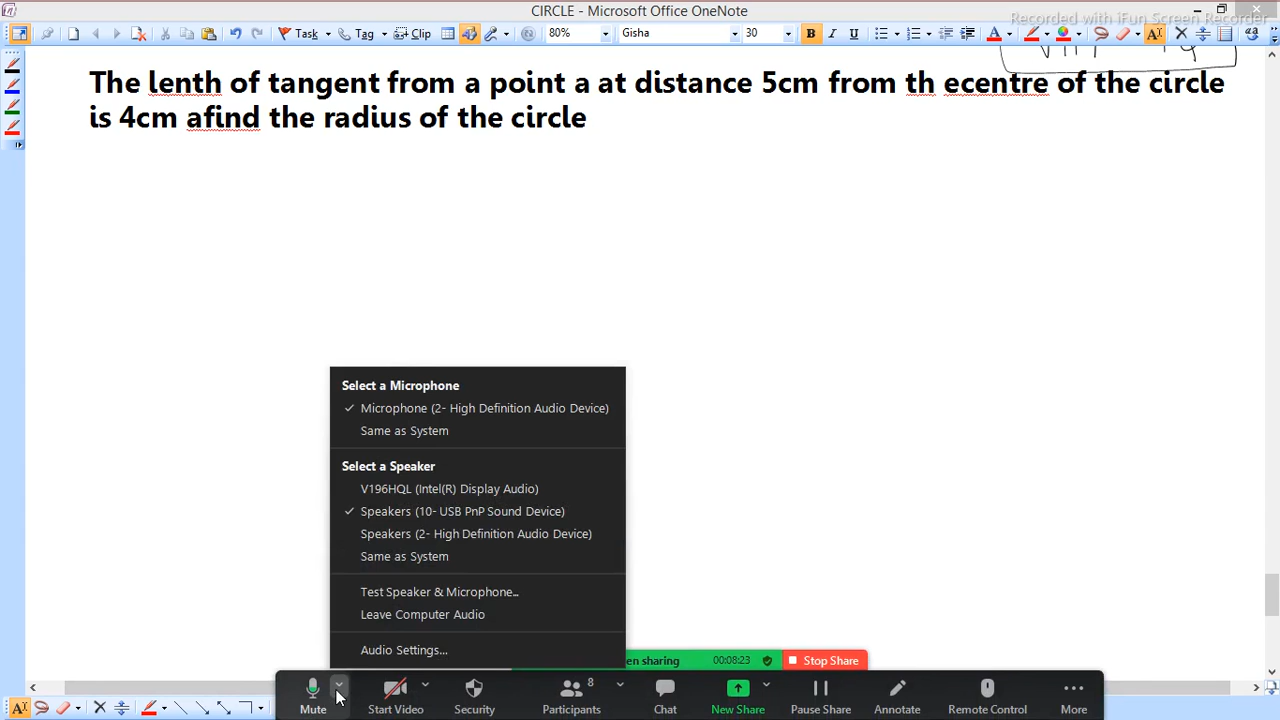 CIRCLE - Microsoft Office OneNote
Recorded with iFun Screen Recorder
Task Tag Clip 80% Gisha 30 B I U A A
The lenth of tangent from a point a at distance 5cm from th ecentre of the circle
is 4cm afind the radius of the circle
Select a Microphone
Microphone (2- High Definition Audio Device)
Same as System
Select a Speaker
V196HQL (Intel(R) Display Audio)
Speakers (10- USB PnP Sound Device)
Speakers (2- High Definition Audio Device)
Same as System
Test Speaker & Microphone...
Leave Computer Audio
Audio Settings...
sharing 00:08:23 Stop Share
8
Mute Start Video Security Participants Chat New Share Pause Share Annotate Remote Control More